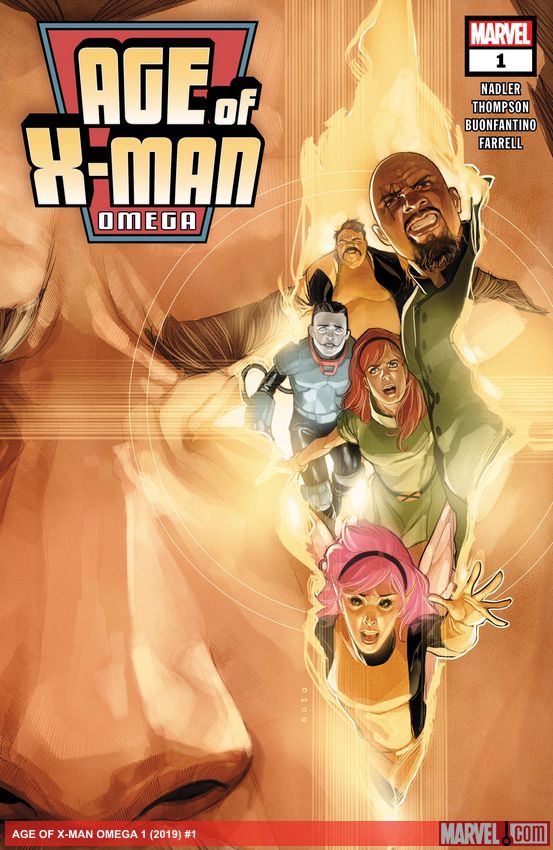 AGE OF
X-MAN
OMEGA
MARVEL
1
NADLER
THOMPSON
BUONFANTINO
FARRELL
NOTO
AGE OF X-MAN OMEGA 1 (2019) #1
MARVEL.com